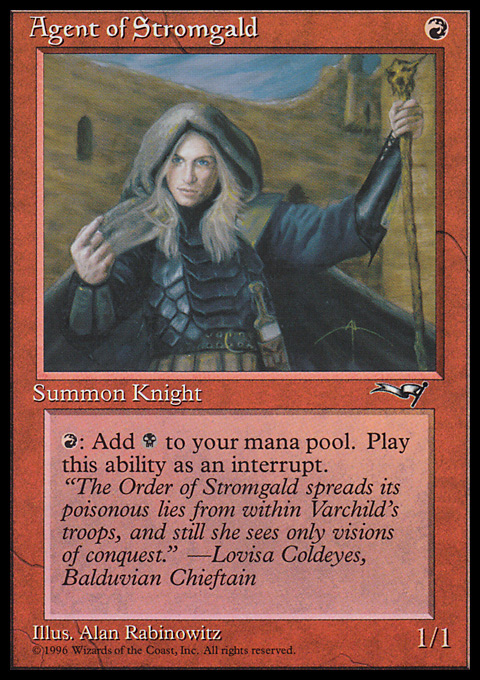 Agent of Stromgald
Summon Knight
: Add to your mana pool. Play
this ability as an interrupt.
“The Order of Stromgald spreads its
poisonous lies from within Varchild’s
troops, and still she sees only visions
of conquest.” —Lovisa Coldeyes,
Balduvian Chieftain
Illus. Alan Rabinowitz
1/1
©1996 Wizards of the Coast, Inc. All rights reserved.